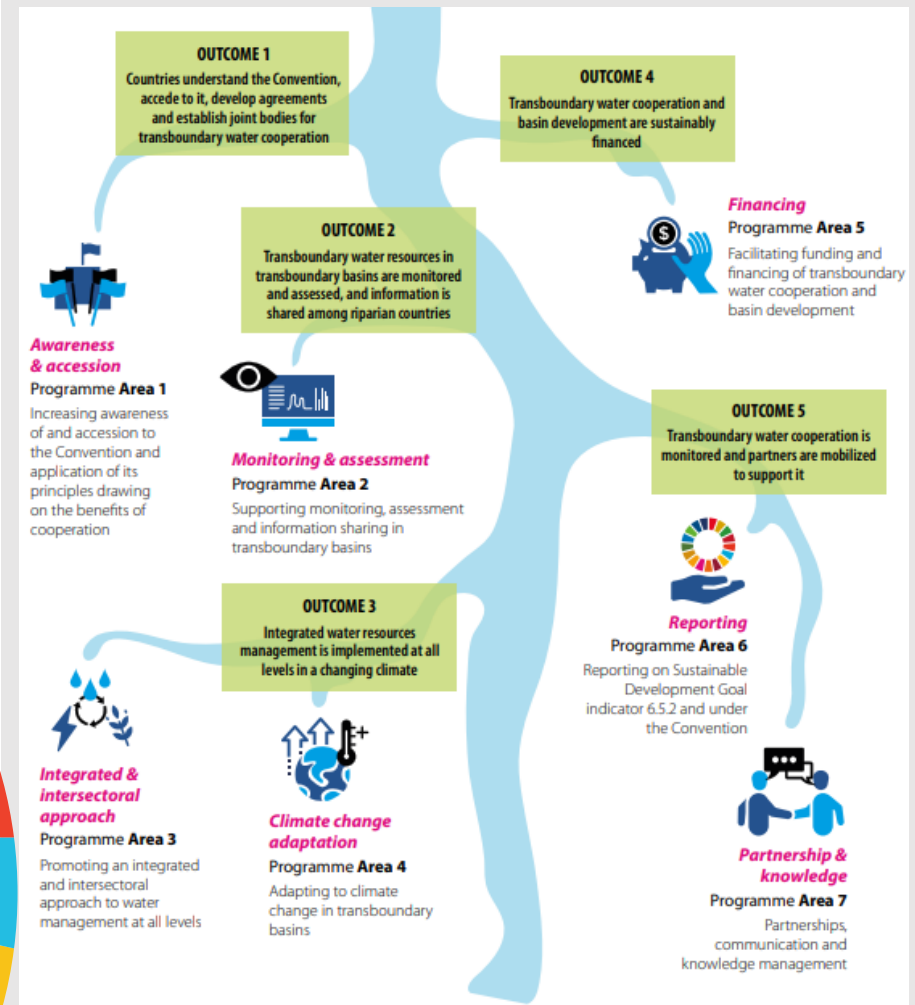 OUTCOME 1
Countries understand the Convention,
accede to it, develop agreements
and establish joint bodies for
transboundary water cooperation
Awareness
& accession
Programme Area 1
Increasing awareness
of and accession to
the Convention and
application of its
principles drawing
on the benefits of
cooperation
OUTCOME 2
Transboundary water resources in
transboundary basins are monitored
and assessed, and information is
shared among riparian countries
Monitoring & assessment
Programme Area 2
Supporting monitoring, assessment
and information sharing in
transboundary basins
OUTCOME 3
Integrated water resources
management is implemented at all
levels in a changing climate
Integrated &
intersectoral
approach
Programme Area 3
Promoting an integrated
and intersectoral
approach to water
management at all levels
+
Climate change
adaptation
Programme Area 4
Adapting to climate
change in transboundary
basins
OUTCOME 4
Transboundary water cooperation and
basin development are sustainably
financed
$
Financing
Programme Area 5
Facilitating funding and
financing of transboundary
water cooperation and
basin development
OUTCOME 5
Transboundary water cooperation is
monitored and partners are mobilized
to support it
Reporting
Programme Area 6
Reporting on Sustainable
Development Goal
indicator 6.5.2 and under
the Convention
Partnership &
knowledge
Programme Area 7
Partnerships,
communication and
knowledge management